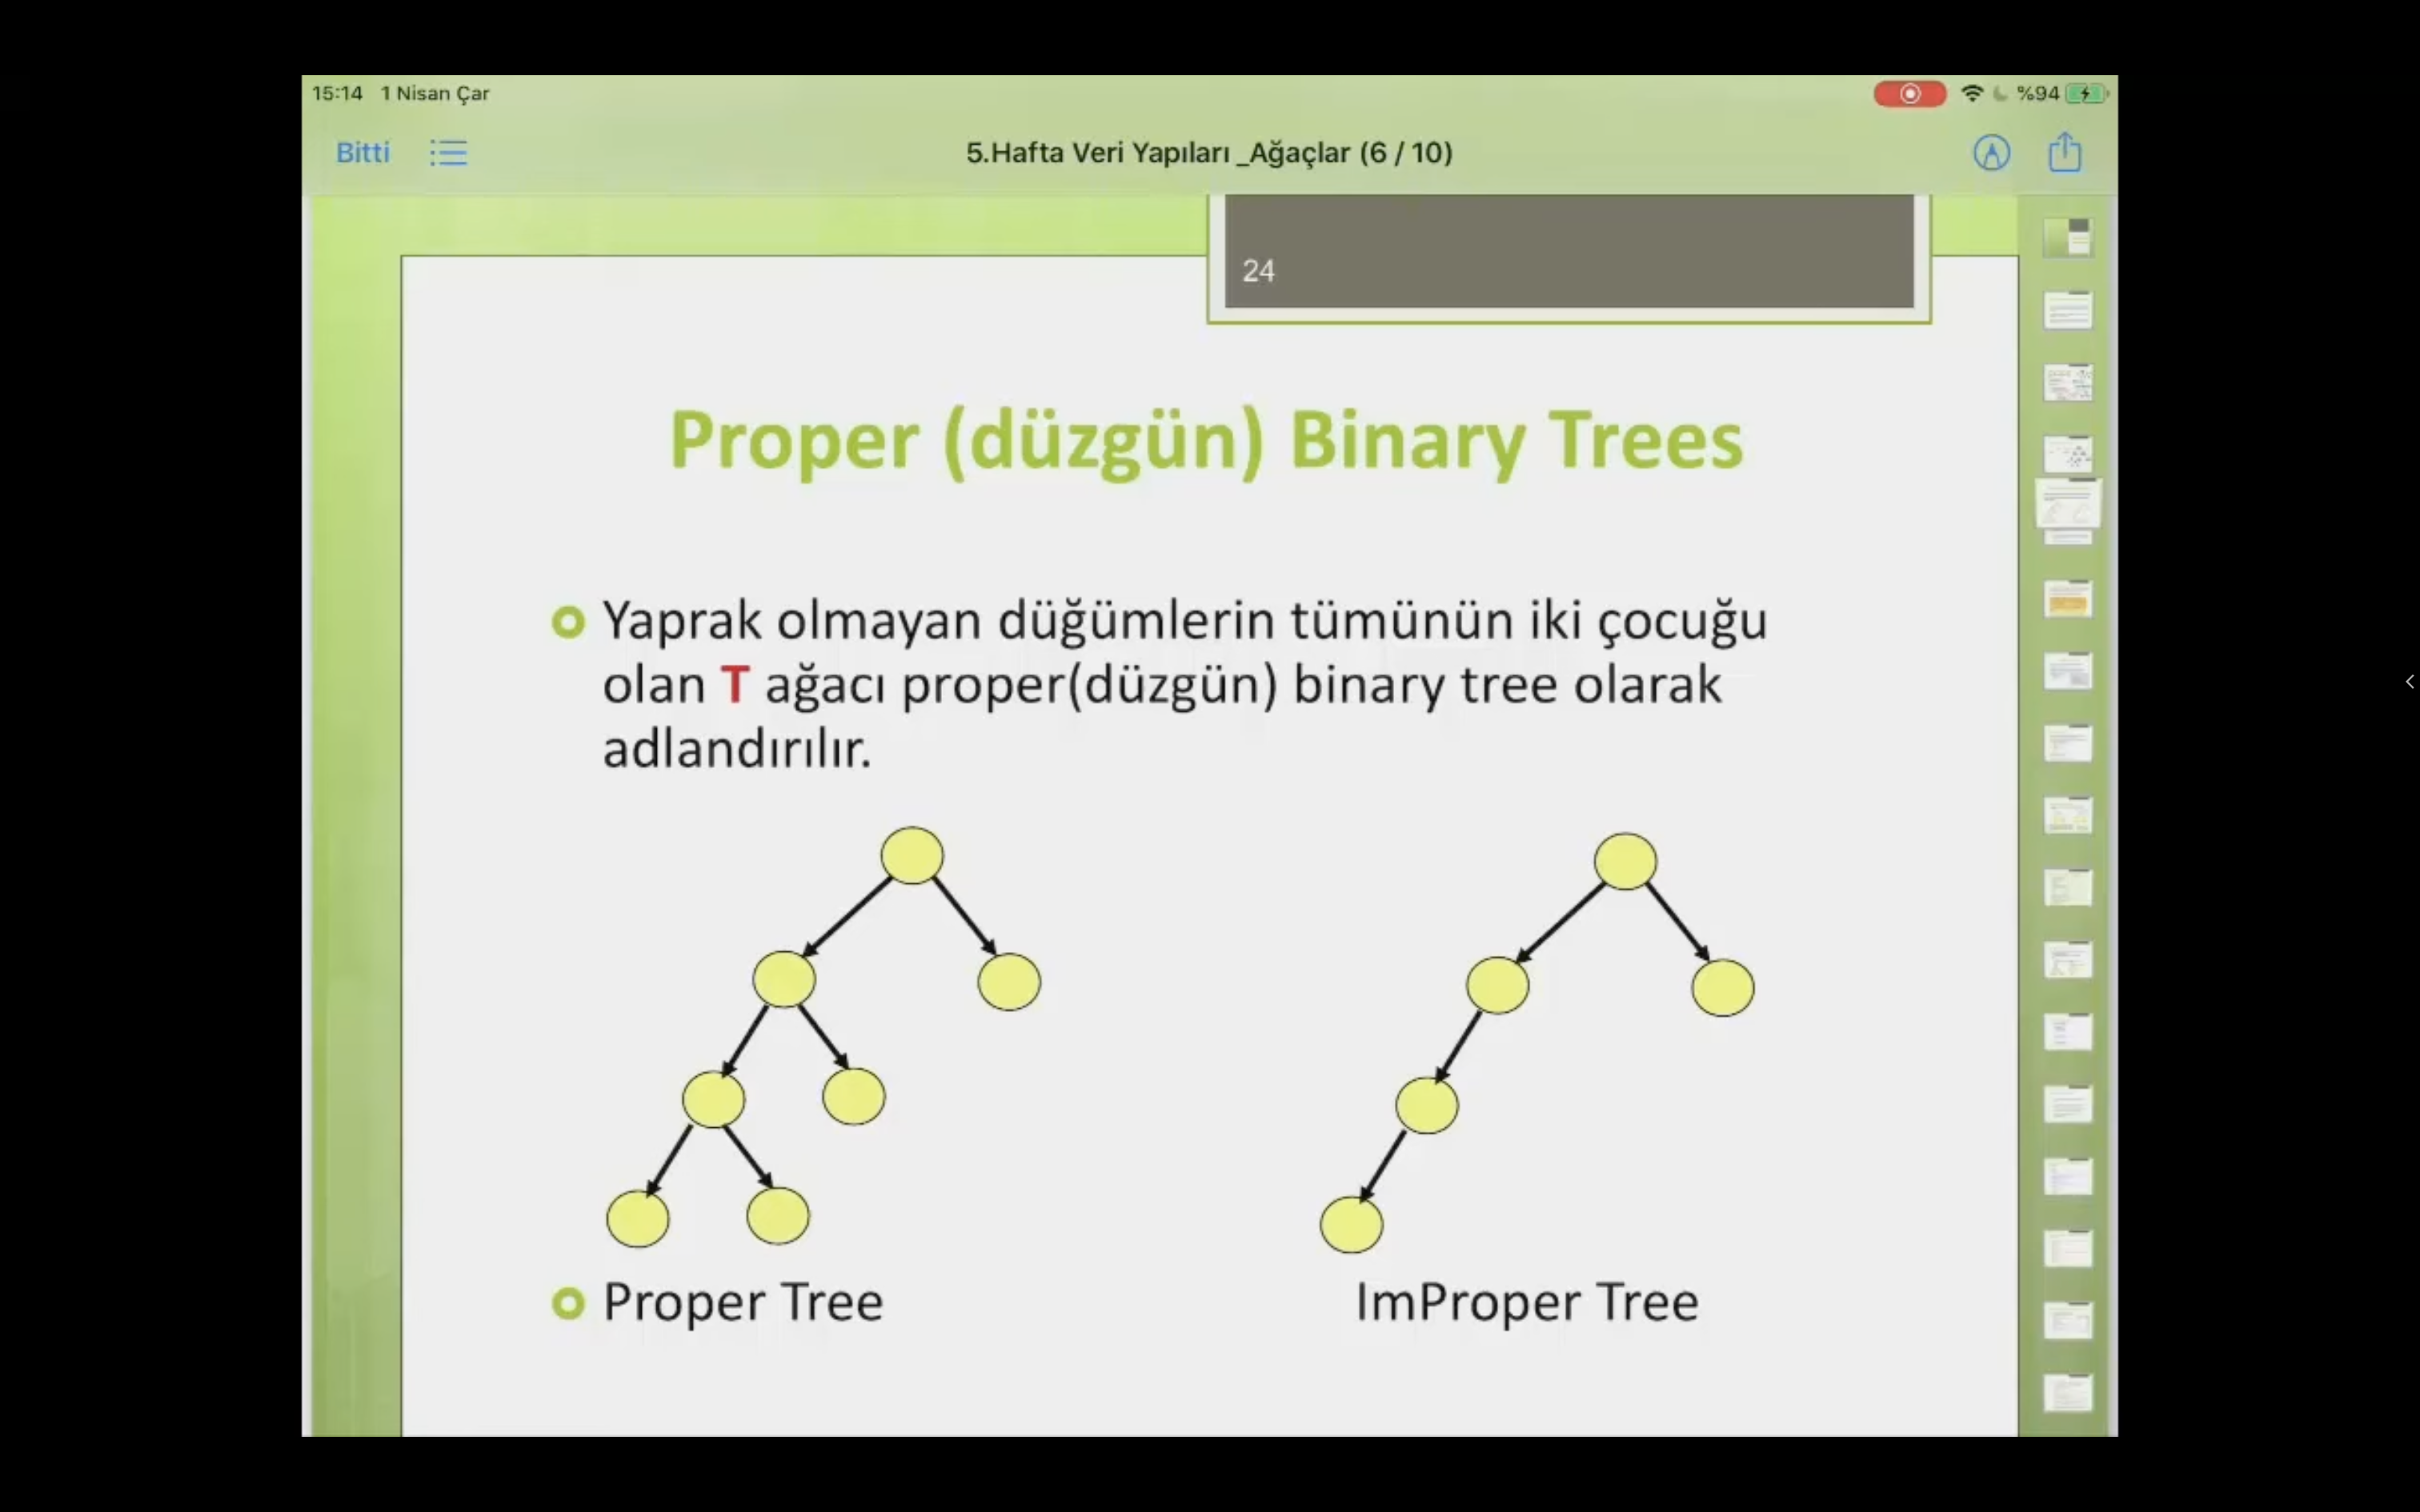 15:14 1 Nisan Çar
%94
Bitti
5.Hafta Veri Yapıları _Ağaçlar (6 / 10)
24
Proper (düzgün) Binary Trees
Yaprak olmayan düğümlerin tümünün iki çocuğu
olan T ağacı proper(düzgün) binary tree olarak
adlandırılır.
Proper Tree
ImProper Tree